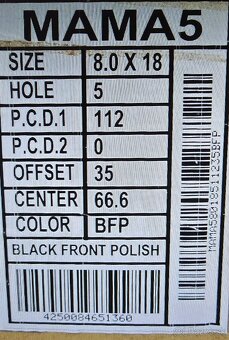 MAMA5
SIZE 8.0 X 18
HOLE 5
P.C.D.1 112
P.C.D.2 0
OFFSET 35
CENTER 66.6
COLOR BFP
BLACK FRONT POLISH
4250084651360
MAMA58018511235BFP